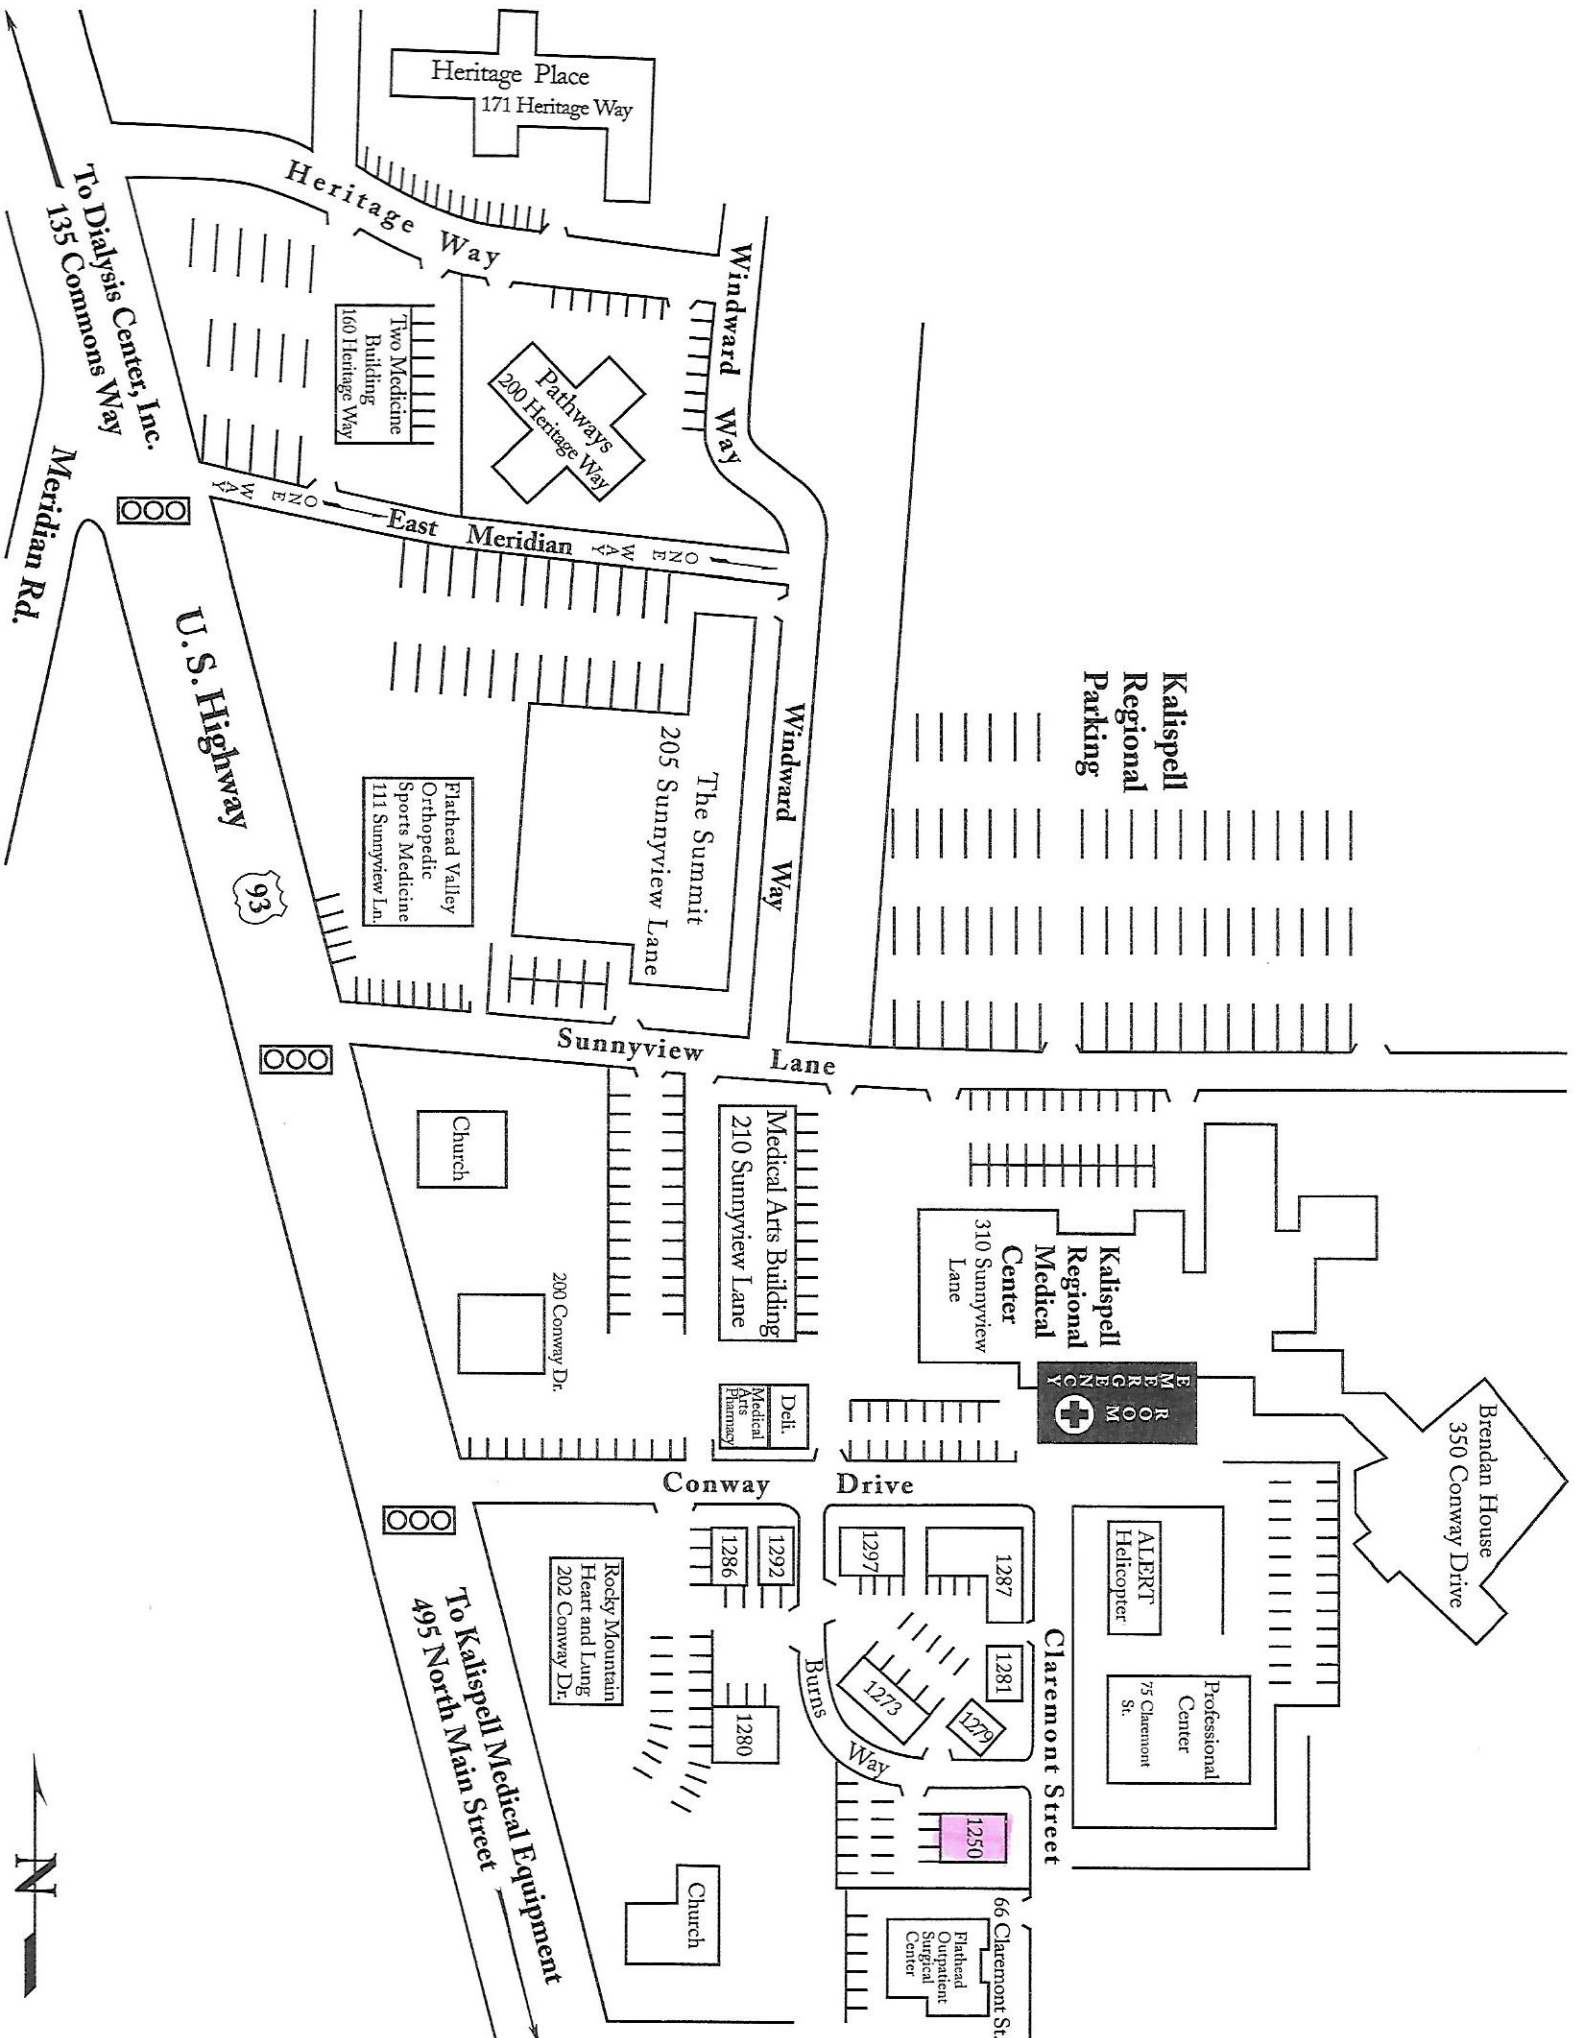 Heritage Place
171 Heritage Way
Heritage Way
Windward Way
To Dialysis Center, Inc.
135 Commons Way
Two Medicine
Building
160 Heritage Way
Pathways
200 Heritage Way
Meridian Rd.
ONE WAY
East Meridian
ONE WAY
U.S. Highway
93
Kalispell
Regional
Parking
Windward Way
The Summit
205 Sunnyview Lane
Flathead Valley
Orthopedic
Sports Medicine
111 Sunnyview Ln.
Sunnyview Lane
Church
Medical Arts Building
210 Sunnyview Lane
Kalispell
Regional
Medical
Center
310 Sunnyview
Lane
EMERGENCY
ROOM
200 Conway Dr.
Deli.
Medical
Arts
Pharmacy
Brendan House
350 Conway Drive
Conway Drive
1286
1292
1297
1287
ALERT
Helicopter
Rocky Mountain
Heart and Lung
202 Conway Dr.
1281
1273
1279
1280
Burns Way
Claremont Street
Professional
Center
75 Claremont
St.
1250
To Kalispell Medical Equipment
495 North Main Street
Church
66 Claremont St.
Flathead
Outpatient
Surgical
Center
N